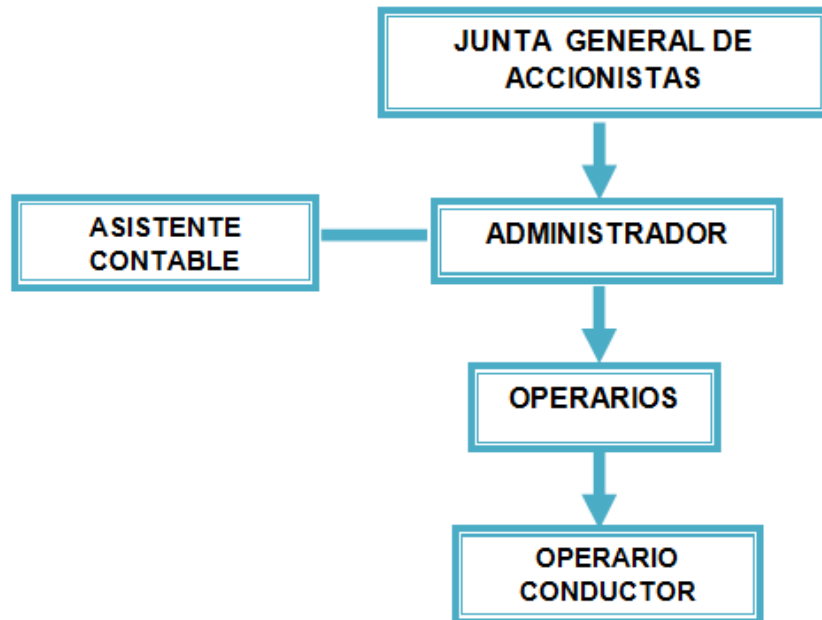 JUNTA GENERAL DE
ACCIONISTAS
ASISTENTE
CONTABLE
ADMINISTRADOR
OPERARIOS
OPERARIO
CONDUCTOR